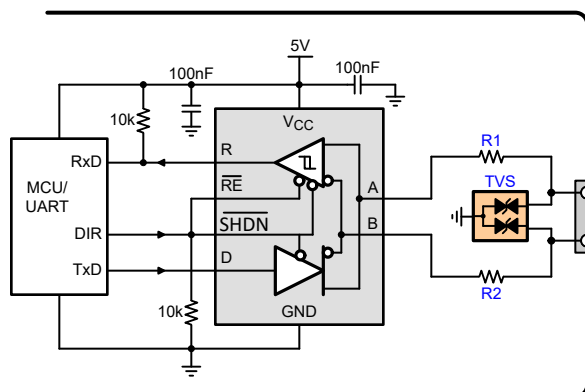 5V
100nF
100nF
10k
VCC
R1
RxD
R
TVS
MCU/
UART
RE
A
SHDN
B
DIR
D
TxD
R2
10k
GND